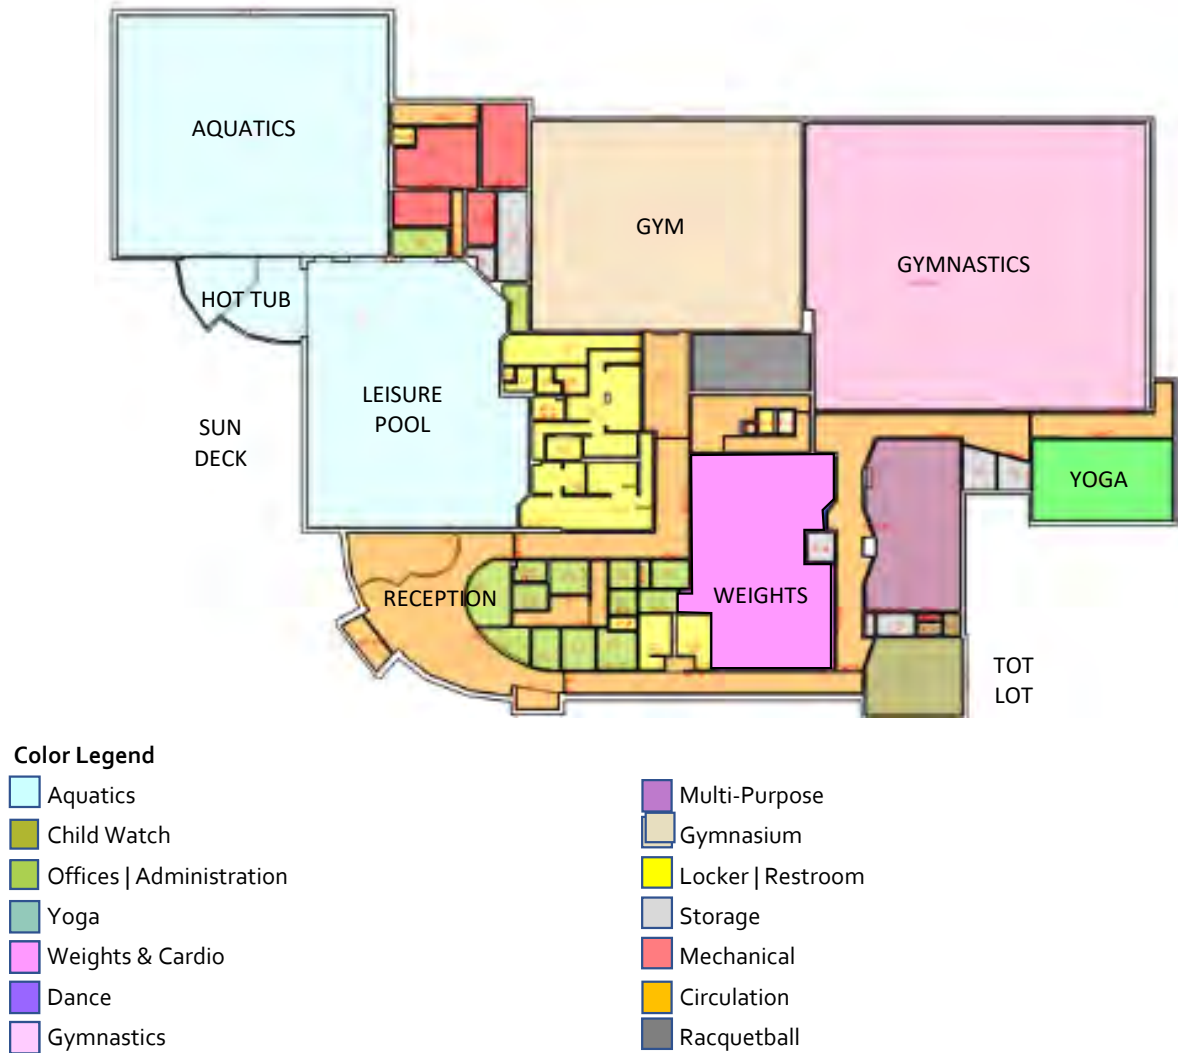 AQUATICS
GYM
GYMNASTICS
HOT TUB
LEISURE
POOL
SUN
DECK
YOGA
RECEPTION
WEIGHTS
TOT
LOT
Color Legend
Aquatics
Child Watch
Offices | Administration
Yoga
Weights & Cardio
Dance
Gymnastics
Multi-Purpose
Gymnasium
Locker | Restroom
Storage
Mechanical
Circulation
Racquetball